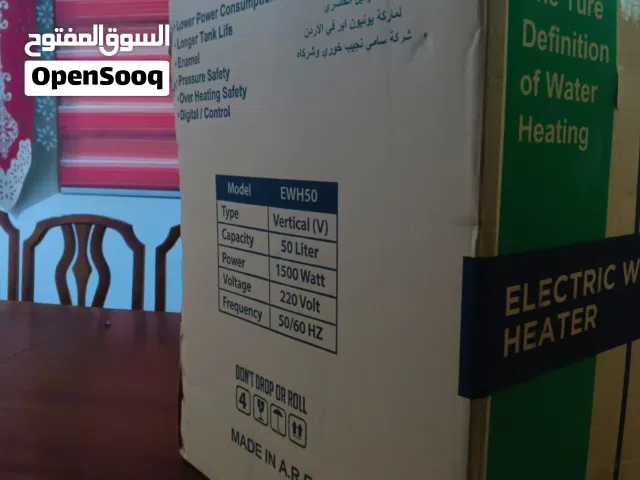 السوق المفتوح
OpenSooq
Lower Power Consumption
Longer Tank Life
Enamel
Pressure Safety
Over Heating Safety
Digital / Control
لماركة يونيون اير في الاردن
شركة سامي نجيب خوري وشركاه
Definition
of Water
Heating
Model EWH50
Type Vertical (V)
Capacity 50 Liter
Power 1500 Watt
Voltage 220 Volt
Frequency 50/60 HZ
ELECTRIC W
HEATER
DON'T DROP OR ROLL
4
MADE IN A.R.